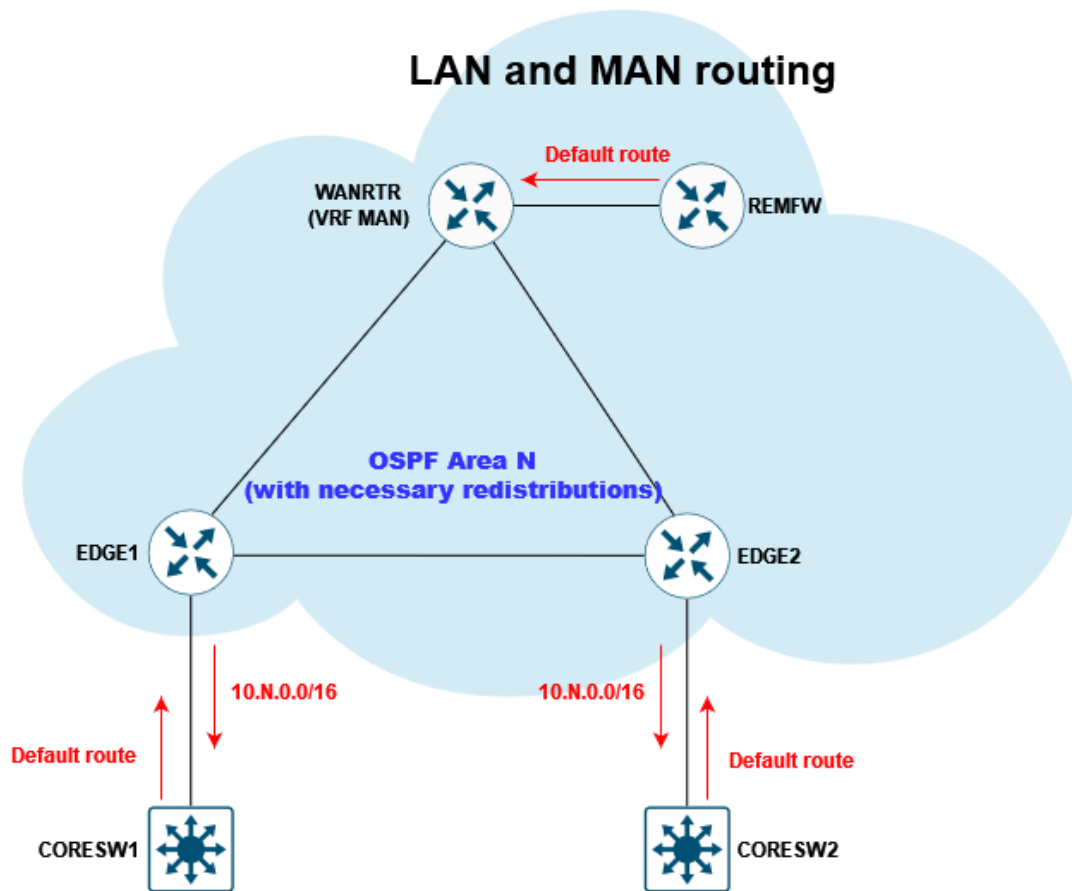 LAN and MAN routing
Default route
WANRTR
(VRF MAN)
REMFW
OSPF Area N
(with necessary redistributions)
EDGE1
EDGE2
10.N.0.0/16
10.N.0.0/16
Default route
Default route
CORESW1
CORESW2